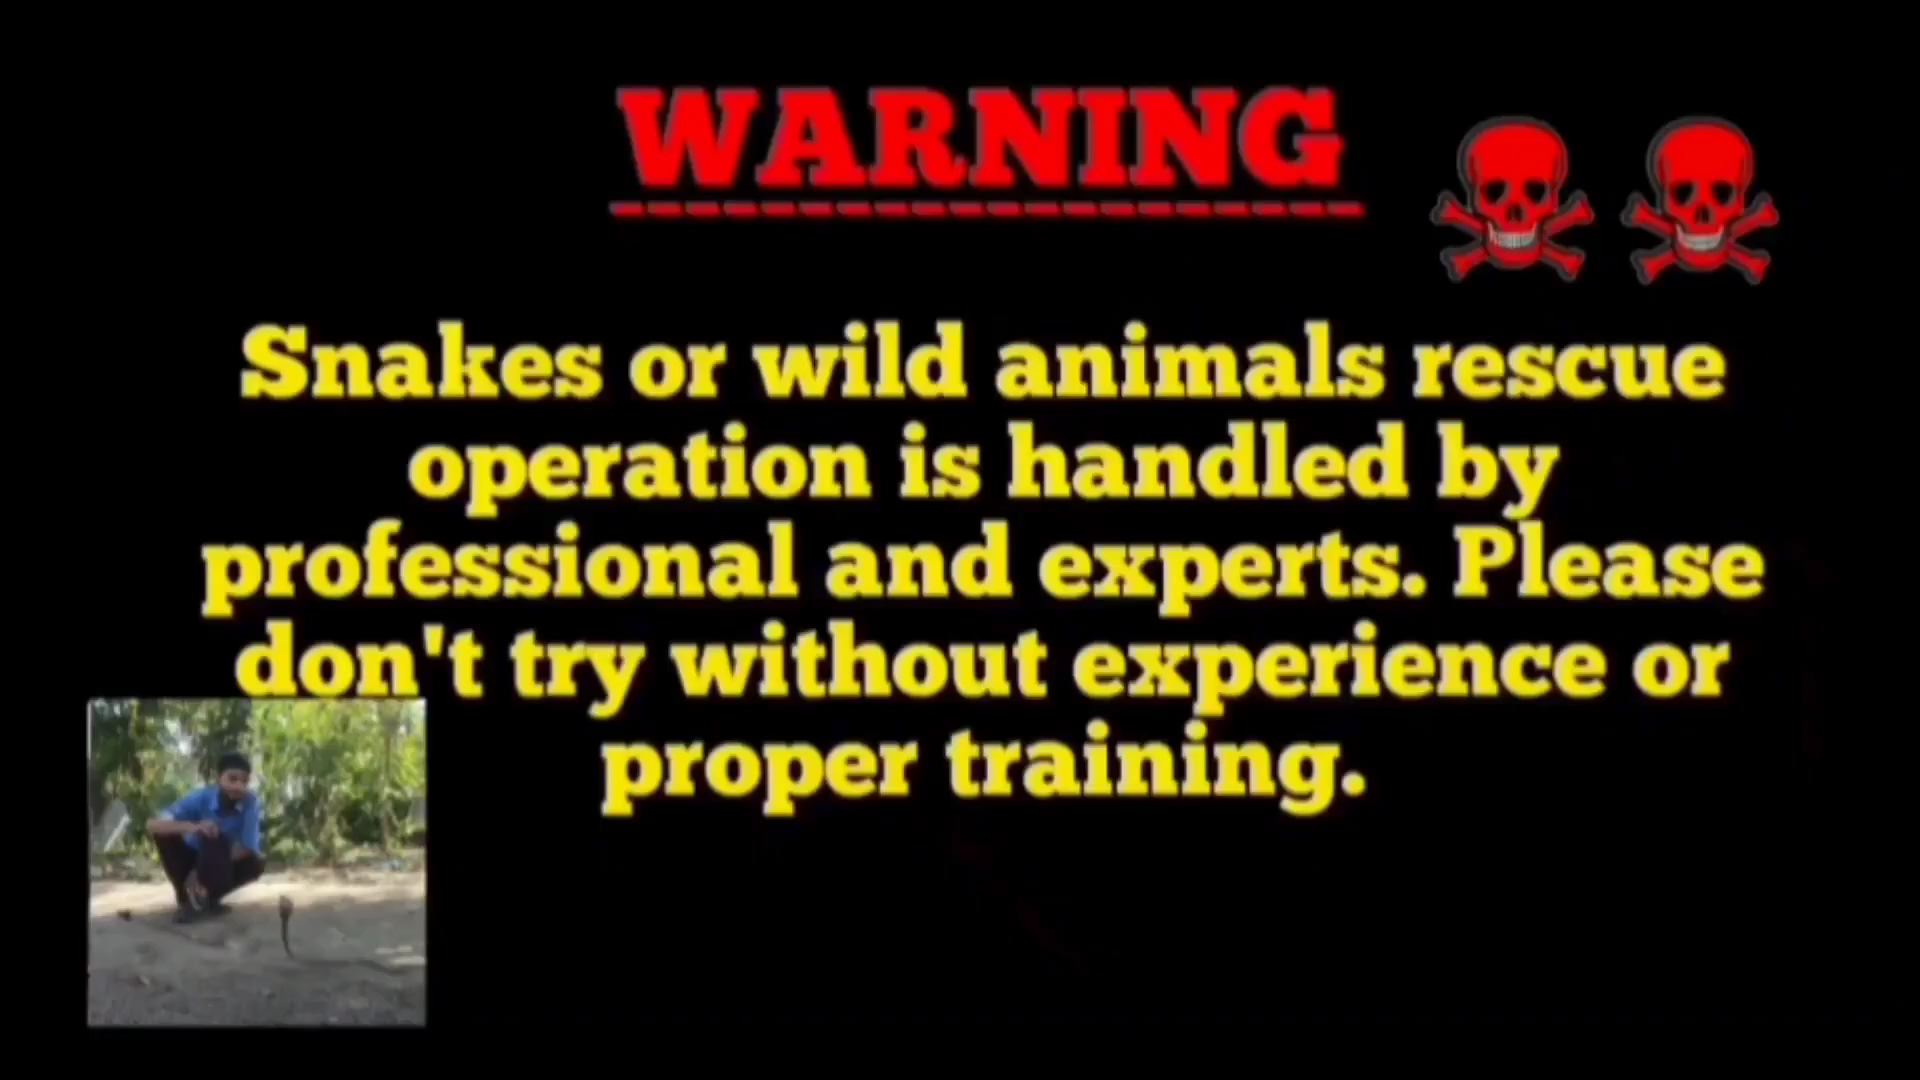 WARNING
Snakes or wild animals rescue
operation is handled by
professional and experts. Please
don't try without experience or
proper training.